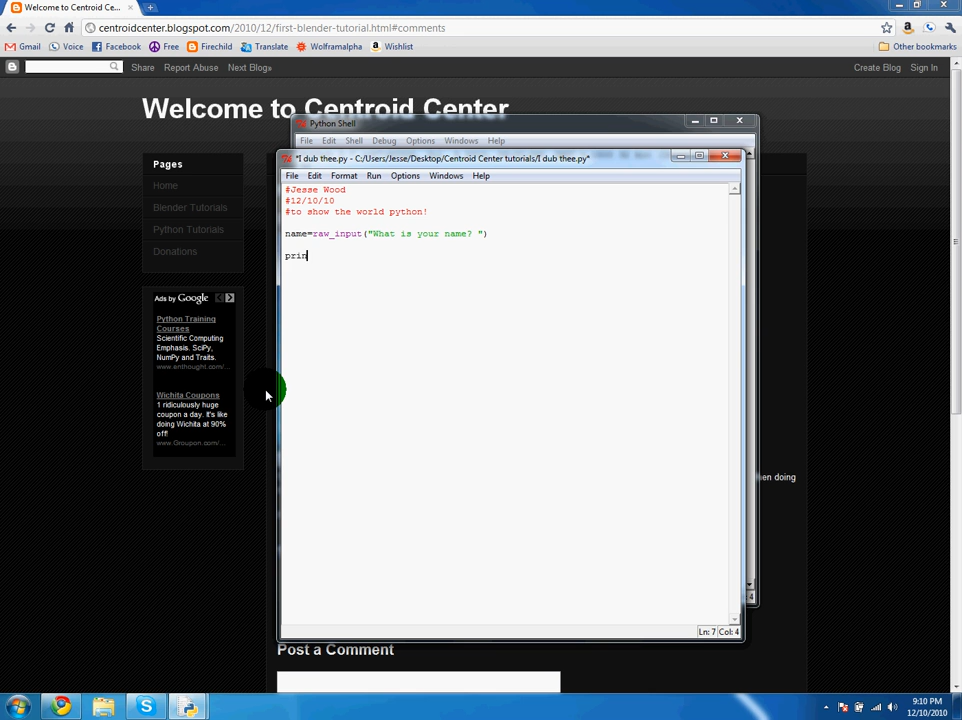 Welcome to Centroid Ce...
centroidcenter.blogspot.com/2010/12/first-blender-tutorial.html#comments
Gmail Voice Facebook Free Firechild Translate Wolframalpha Wishlist Other bookmarks
Share Report Abuse Next Blog» Create Blog Sign In
Welcome to Centroid Center
Python Shell
File Edit Shell Debug Options Windows Help
*I dub thee.py - C:/Users/Jesse/Desktop/Centroid Center tutorials/I dub thee.py*
File Edit Format Run Options Windows Help
#Jesse Wood
#12/10/10
#to show the world python!
name=raw_input("What is your name? ")
prin
Ln: 7 Col: 4
4
Pages
Home
Blender Tutorials
Python Tutorials
Donations
Ads by Google
Python Training
Courses
Scientific Computing
Emphasis. SciPy,
NumPy and Traits.
www.enthought.com/...
Wichita Coupons
1 ridiculously huge
coupon a day. It's like
doing Wichita at 90%
off!
www.Groupon.com/...
en doing
Post a Comment
9:10 PM
12/10/2010